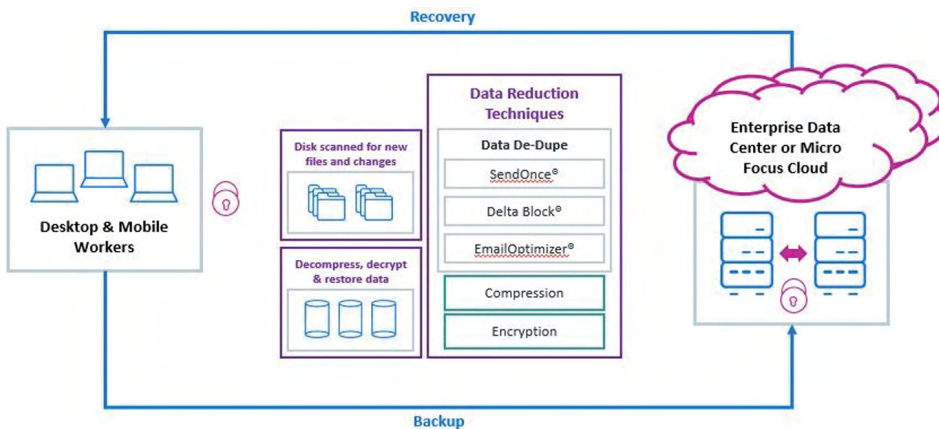 Recovery
Desktop & Mobile
Workers
Disk scanned for new
files and changes
Decompress, decrypt
& restore data
Data Reduction
Techniques
Data De-Dupe
SendOnce®
Delta Block®
EmailOptimizer®
Compression
Encryption
Enterprise Data
Center or Micro
Focus Cloud
Backup